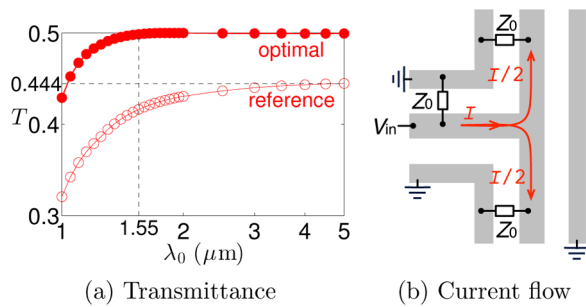 (a)
(b)
0.5
optimal
0.444
reference
T
0.4
0.3
1
1.55
2
3
4
5
λ₀ (μm)
Z₀
I/2
Z₀
I
V_in
I/2
Z₀
(a) Transmittance
(b) Current flow